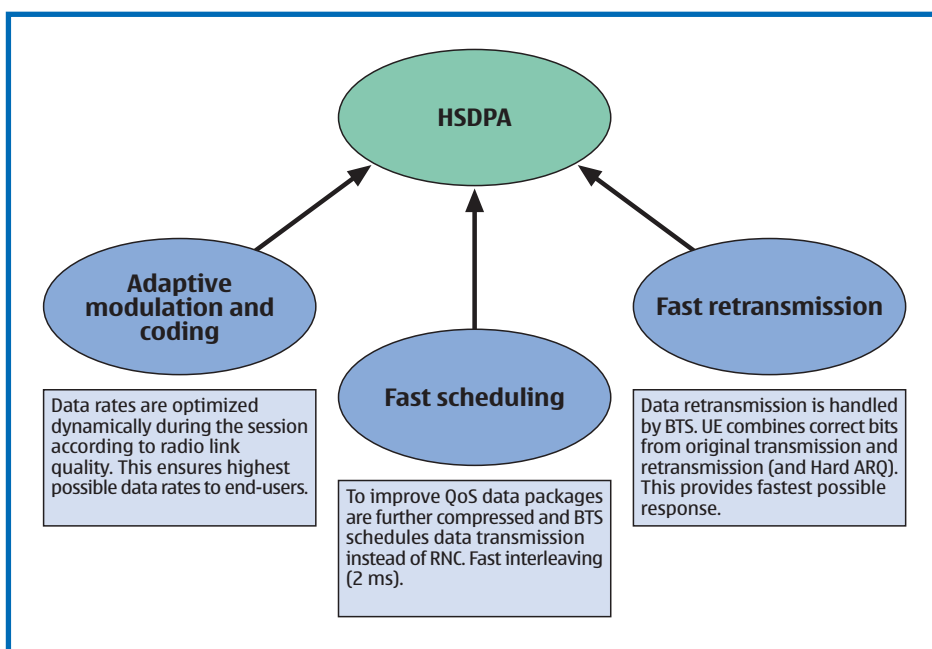 HSDPA
Adaptive
modulation and
coding
Data rates are optimized
dynamically during the session
according to radio link
quality. This ensures highest
possible data rates to end-users.
Fast scheduling
To improve QoS data packages
are further compressed and BTS
schedules data transmission
instead of RNC. Fast interleaving
(2 ms).
Fast retransmission
Data retransmission is handled
by BTS. UE combines correct bits
from original transmission and
retransmission (and Hard ARQ).
This provides fastest possible
response.